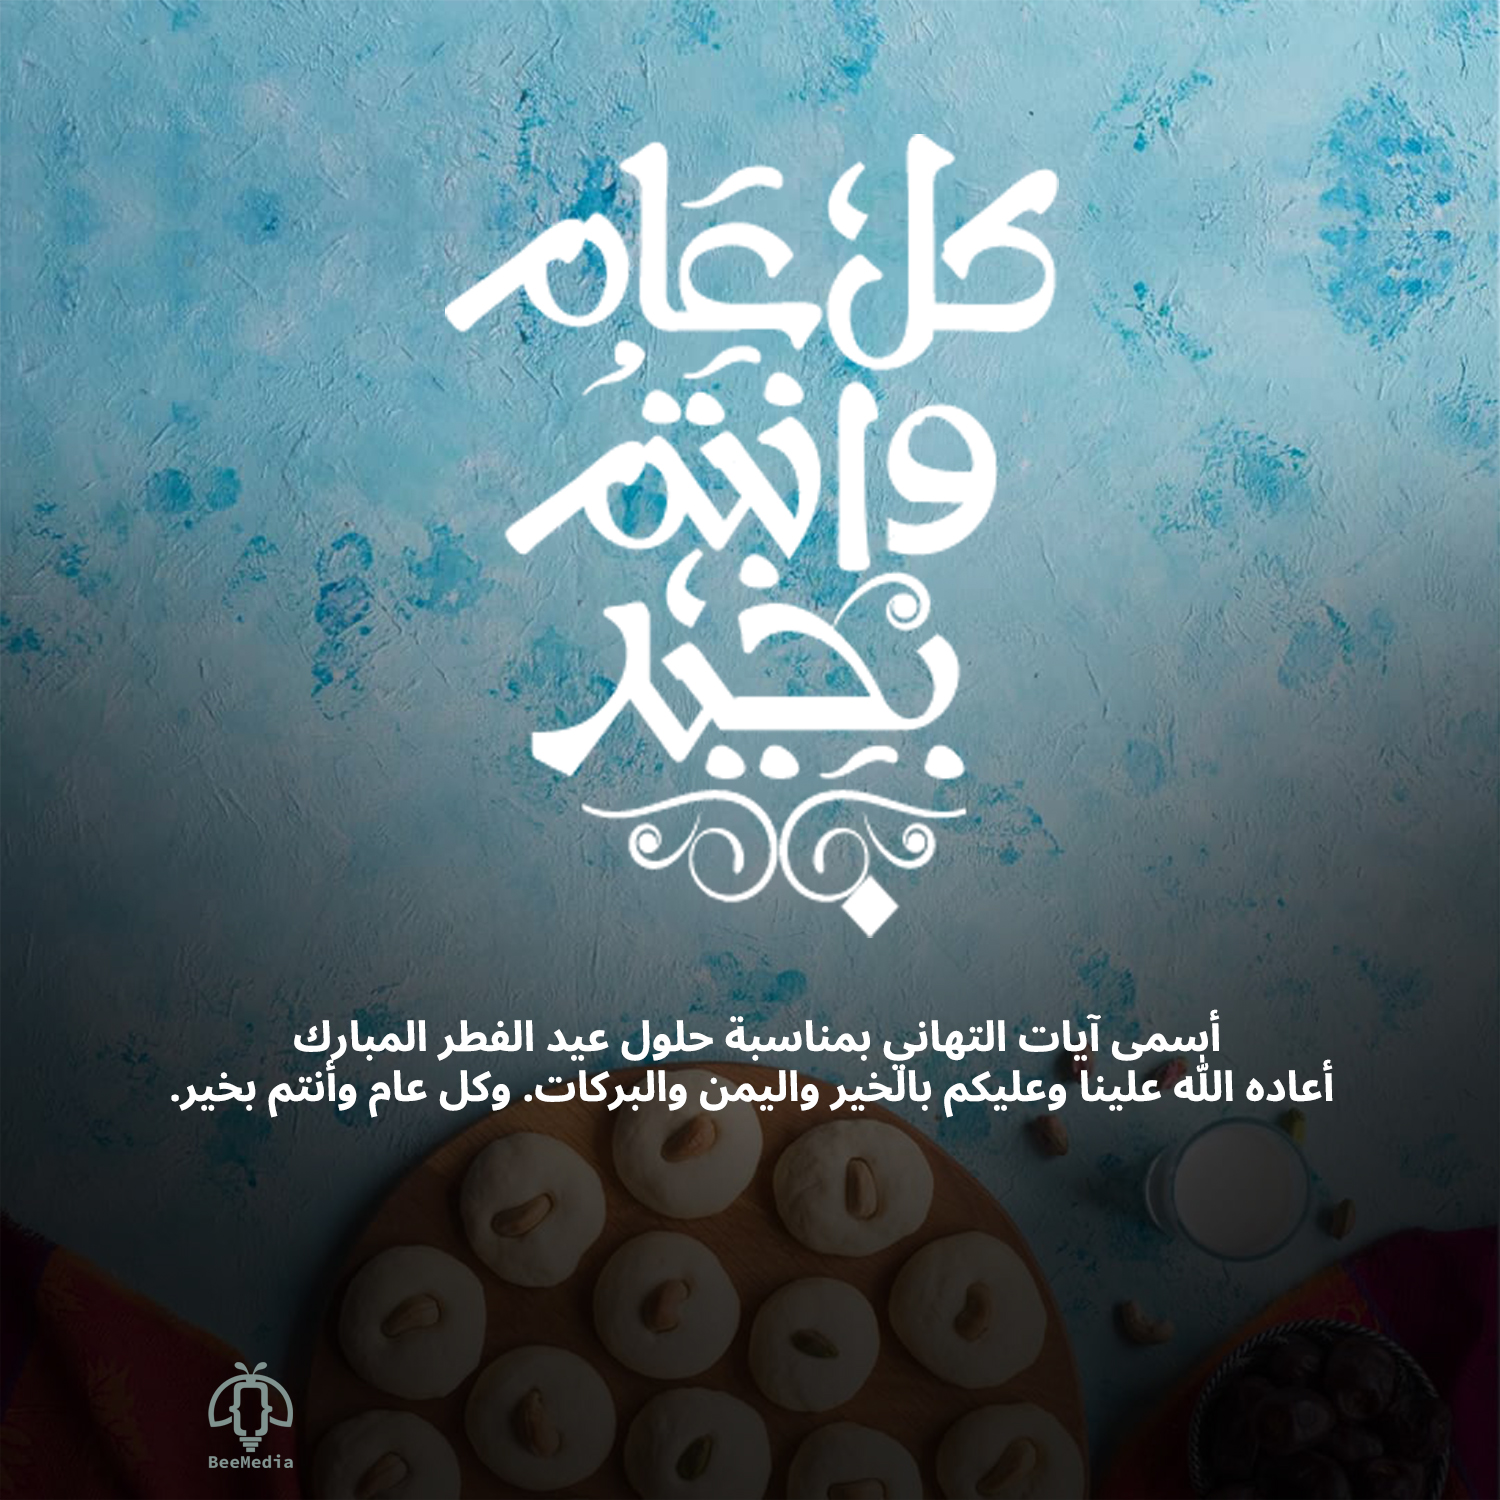 كل عام
وانتم
بخير
أسمى آيات التهاني بمناسبة حلول عيد الفطر المبارك
أعاده الله علينا وعليكم بالخير واليمن والبركات. وكل عام وأنتم بخير.
BeeMedia